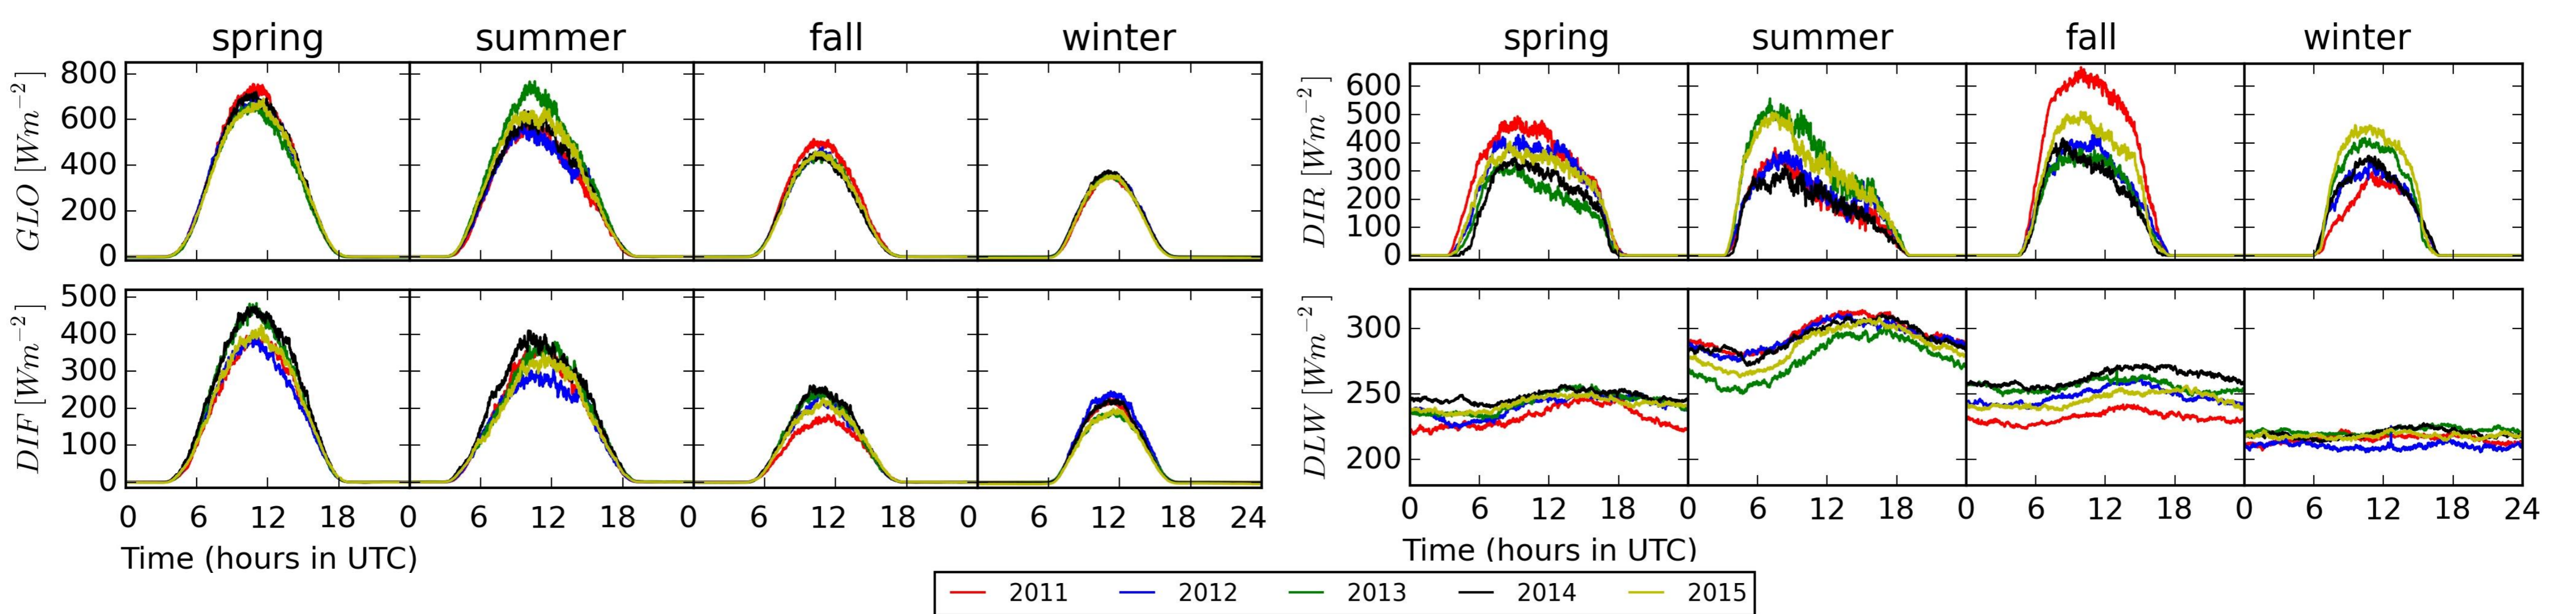 spring summer fall winter spring summer fall winter
GLO [Wm⁻²]
800
600
400
200
0
DIR [Wm⁻²]
600
500
400
300
200
100
0
DIF [Wm⁻²]
500
400
300
200
100
0
DLW [Wm⁻²]
300
250
200
0 6 12 18 0 6 12 18 0 6 12 18 0 6 12 18 24
0 6 12 18 0 6 12 18 0 6 12 18 0 6 12 18 24
Time (hours in UTC)
Time (hours in UTC)
2011 2012 2013 2014 2015